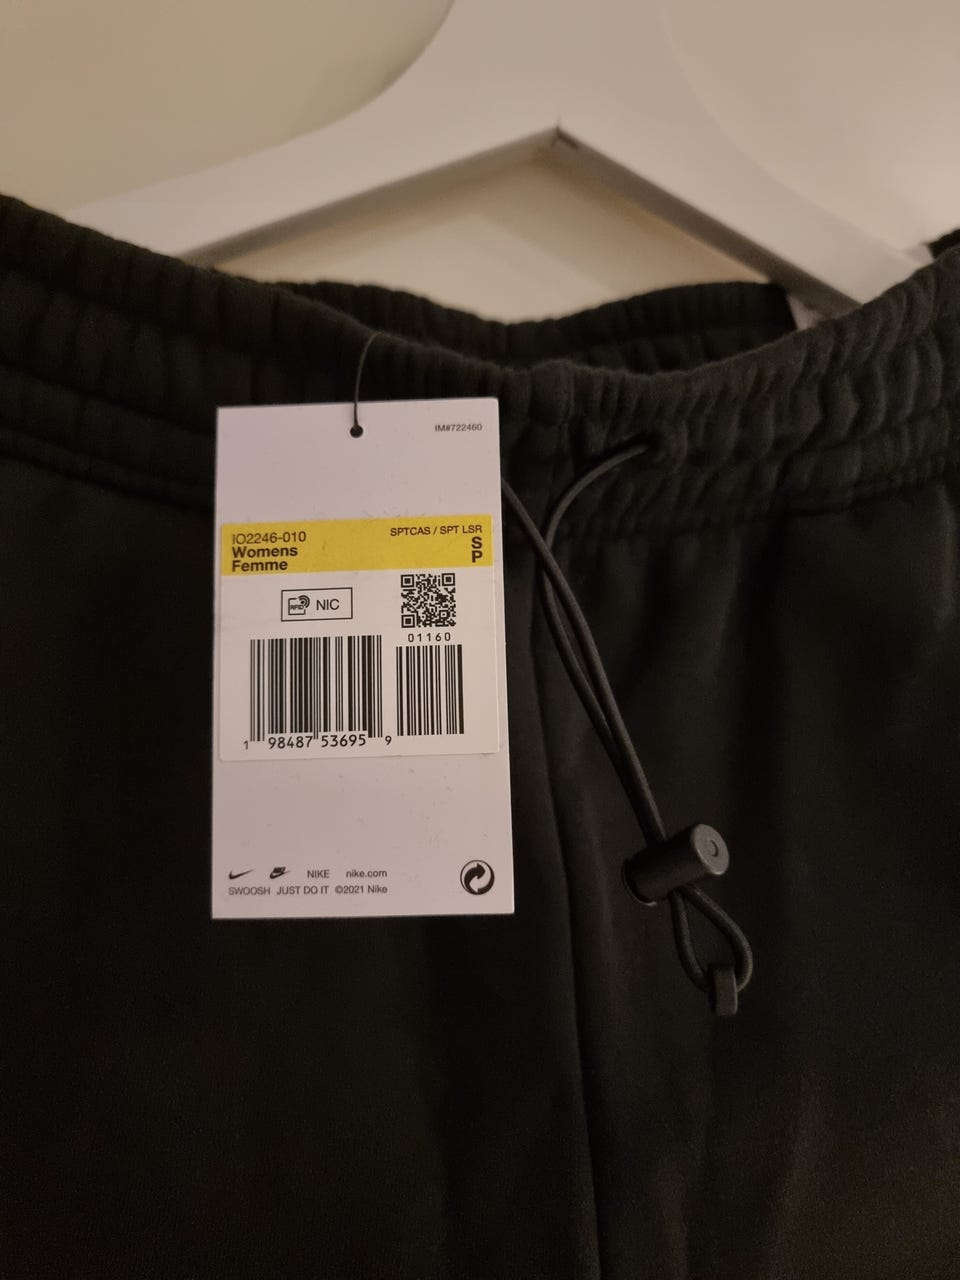 IM#722460
IO2246-010 SPTCAS / SPT LSR
Womens S
Femme P
RFID NIC
01160
1 98487 53695 9
NIKE nike.com
SWOOSH JUST DO IT ©2021 Nike